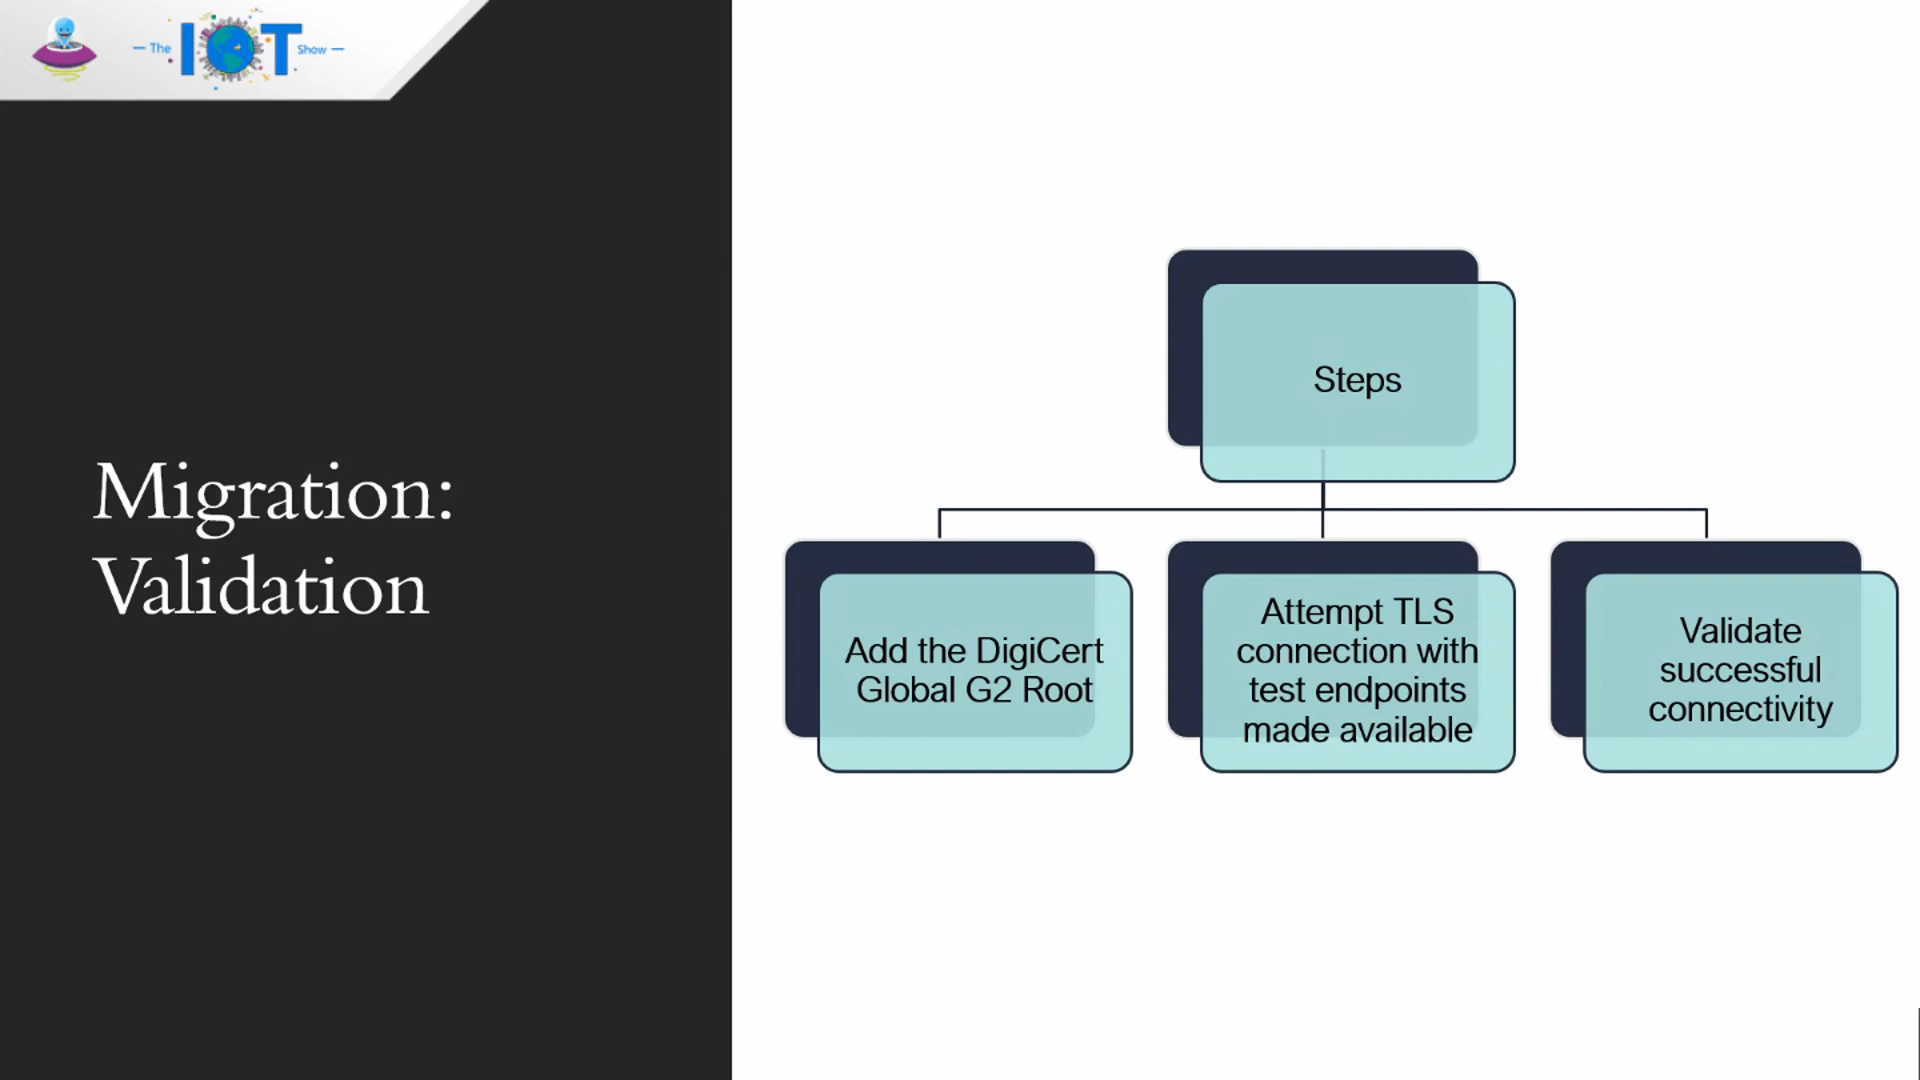 The IOT Show
Migration:
Validation
Steps
Add the DigiCert
Global G2 Root
Attempt TLS
connection with
test endpoints
made available
Validate
successful
connectivity